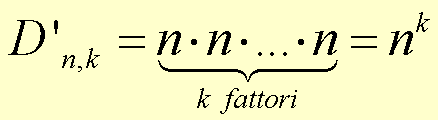 D'n,k = n·n·...·n = n^k
k fattori